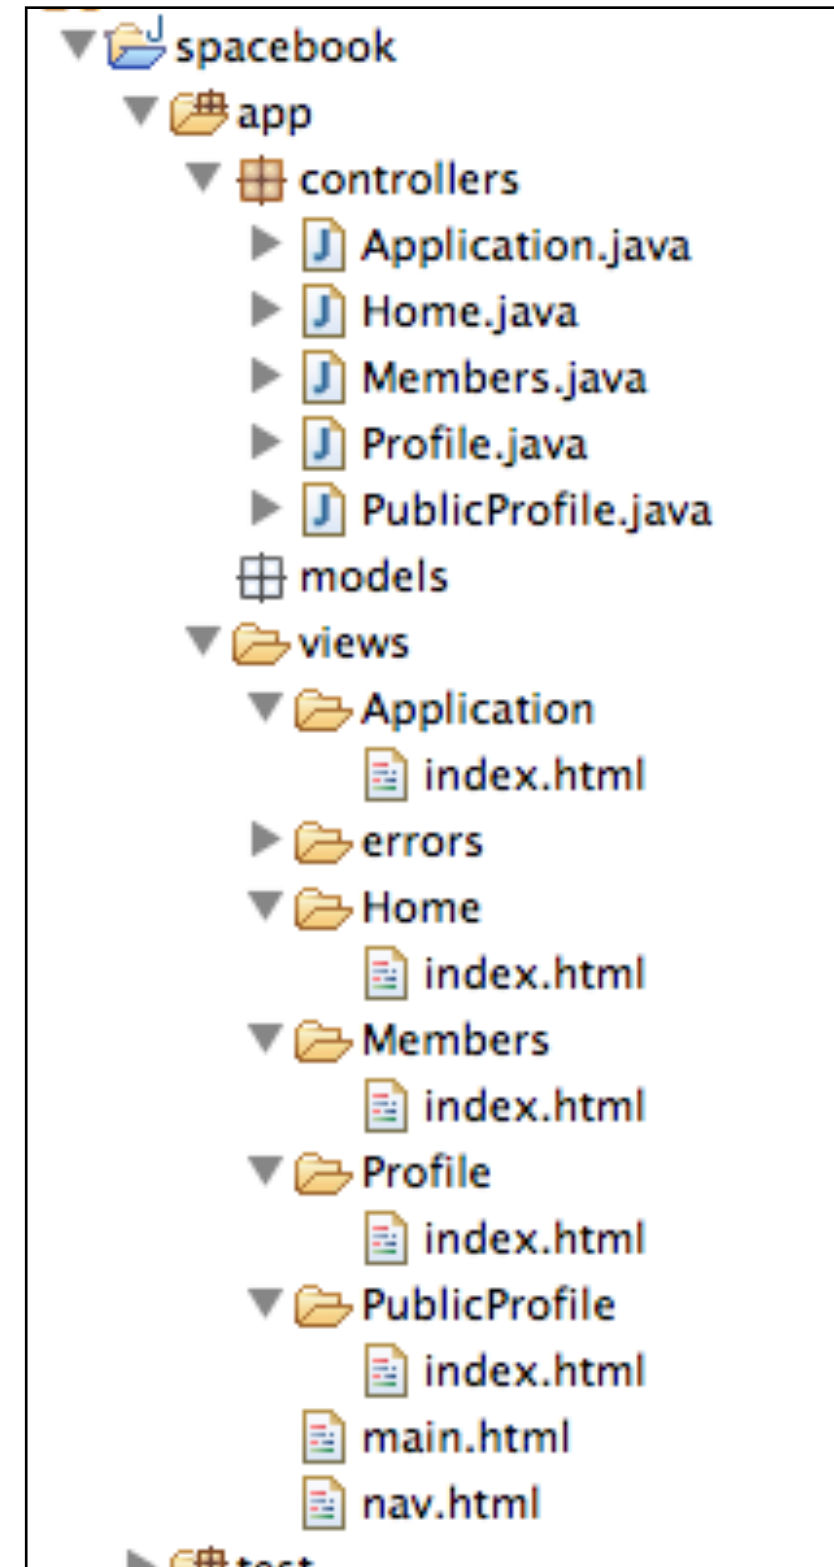 spacebook
app
controllers
Application.java
Home.java
Members.java
Profile.java
PublicProfile.java
models
views
Application
index.html
errors
Home
index.html
Members
index.html
Profile
index.html
PublicProfile
index.html
main.html
nav.html
test